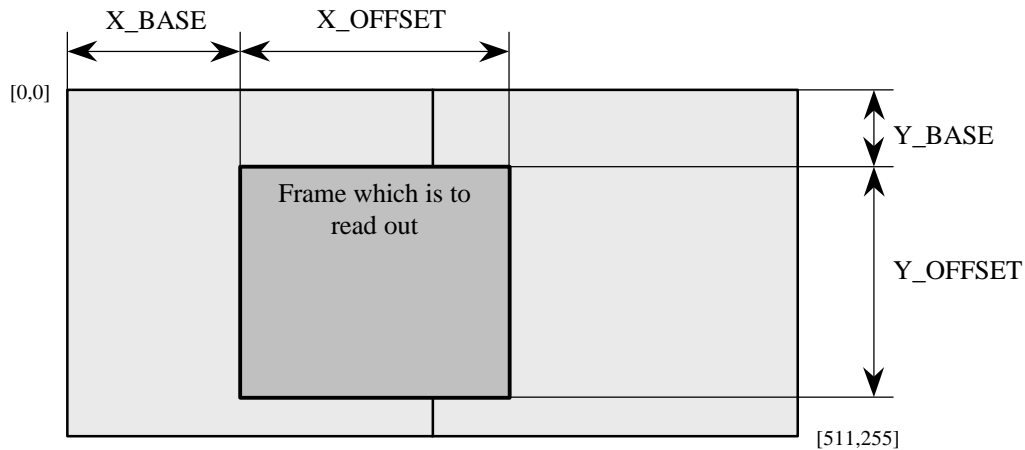 X_BASE
X_OFFSET
[0,0]
Y_BASE
Frame which is to
read out
Y_OFFSET
[511,255]